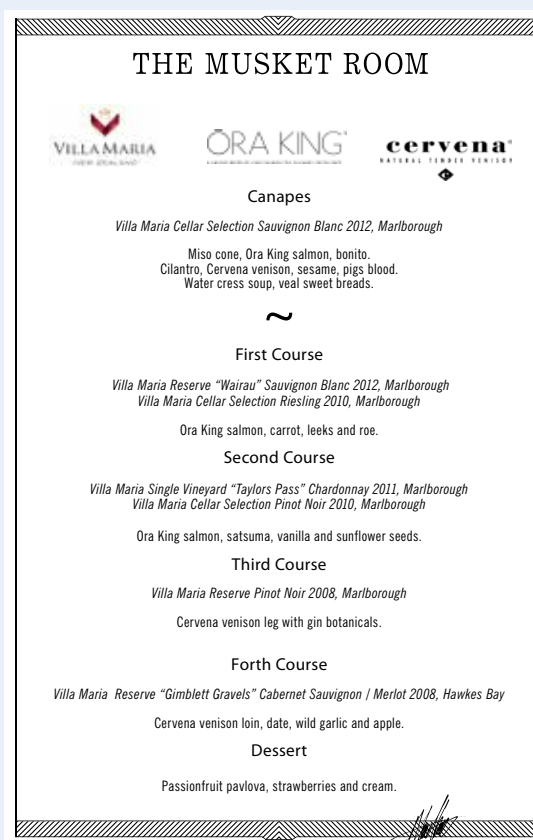 THE MUSKET ROOM
VILLA MARIA
NEW ZEALAND
ŌRA KING
cervena
NATURAL TENDER VENISON
Canapes
Villa Maria Cellar Selection Sauvignon Blanc 2012, Marlborough
Miso cone, Ora King salmon, bonito.
Cilantro, Cervena venison, sesame, pigs blood.
Water cress soup, veal sweet breads.
~
First Course
Villa Maria Reserve “Wairau” Sauvignon Blanc 2012, Marlborough
Villa Maria Cellar Selection Riesling 2010, Marlborough
Ora King salmon, carrot, leeks and roe.
Second Course
Villa Maria Single Vineyard “Taylors Pass” Chardonnay 2011, Marlborough
Villa Maria Cellar Selection Pinot Noir 2010, Marlborough
Ora King salmon, satsuma, vanilla and sunflower seeds.
Third Course
Villa Maria Reserve Pinot Noir 2008, Marlborough
Cervena venison leg with gin botanicals.
Forth Course
Villa Maria Reserve “Gimblett Gravels” Cabernet Sauvignon / Merlot 2008, Hawkes Bay
Cervena venison loin, date, wild garlic and apple.
Dessert
Passionfruit pavlova, strawberries and cream.